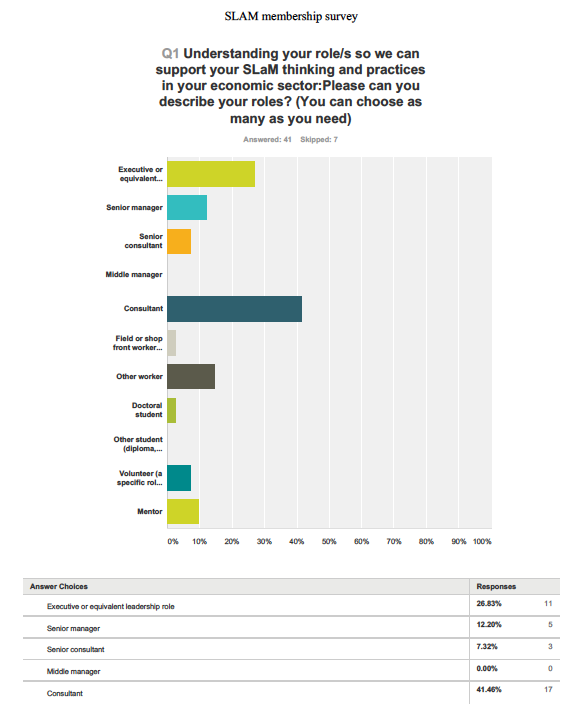 SLAM membership survey
Q1 Understanding your role/s so we can
support your SLaM thinking and practices
in your economic sector:Please can you
describe your roles? (You can choose as
many as you need)
Answered: 41 Skipped: 7
Executive or
equivalent...
Senior manager
Senior
consultant
Middle manager
Consultant
Field or shop
front worker...
Other worker
Doctoral
student
Other student
(diploma,...
Volunteer (a
specific rol...
Mentor
0% 10% 20% 30% 40% 50% 60% 70% 80% 90% 100%
Answer Choices Responses
Executive or equivalent leadership role 26.83% 11
Senior manager 12.20% 5
Senior consultant 7.32% 3
Middle manager 0.00% 0
Consultant 41.46% 17